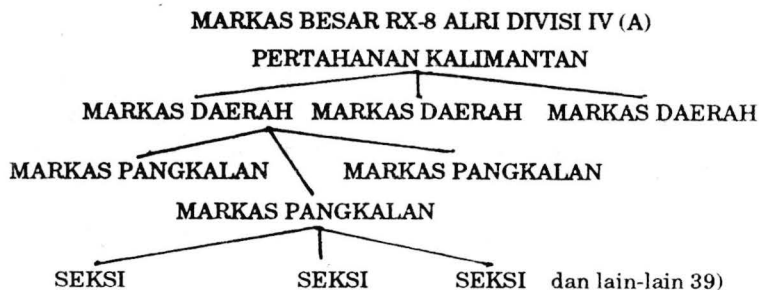 MARKAS BESAR RX-8 ALRI DIVISI IV (A)
PERTAHANAN KALIMANTAN
MARKAS DAERAH MARKAS DAERAH MARKAS DAERAH
MARKAS PANGKALAN MARKAS PANGKALAN
MARKAS PANGKALAN
SEKSI SEKSI SEKSI dan lain-lain 39)